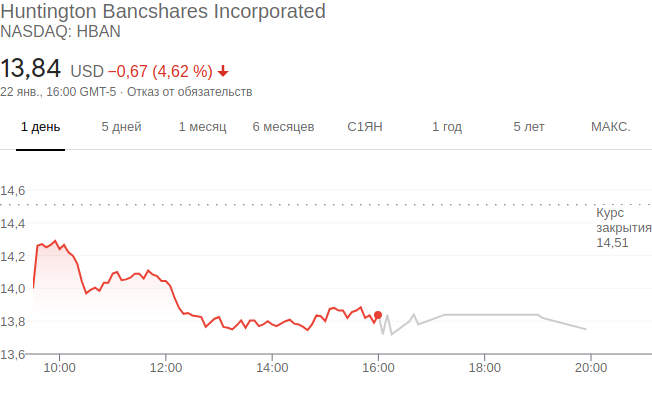 Huntington Bancshares Incorporated
NASDAQ: HBAN
13,84 USD −0,67 (4,62 %)
22 янв., 16:00 GMT-5 · Отказ от обязательств
1 день 5 дней 1 месяц 6 месяцев С1ЯН 1 год 5 лет МАКС.
14,6
Курс
закрытия
14,51
14,4
14,2
14,0
13,8
13,6
10:00 12:00 14:00 16:00 18:00 20:00